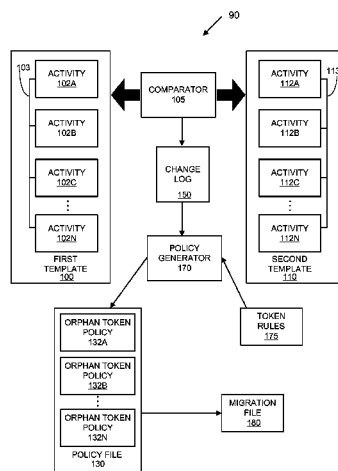 90
103
ACTIVITY
102A
ACTIVITY
102B
ACTIVITY
102C
ACTIVITY
102N
FIRST
TEMPLATE
100
COMPARATOR
105
CHANGE
LOG
150
POLICY
GENERATOR
170
113
ACTIVITY
112A
ACTIVITY
112B
ACTIVITY
112C
ACTIVITY
112N
SECOND
TEMPLATE
110
TOKEN
RULES
175
ORPHAN TOKEN
POLICY
132A
ORPHAN TOKEN
POLICY
132B
ORPHAN TOKEN
POLICY
132N
POLICY FILE
130
MIGRATION
FILE
180